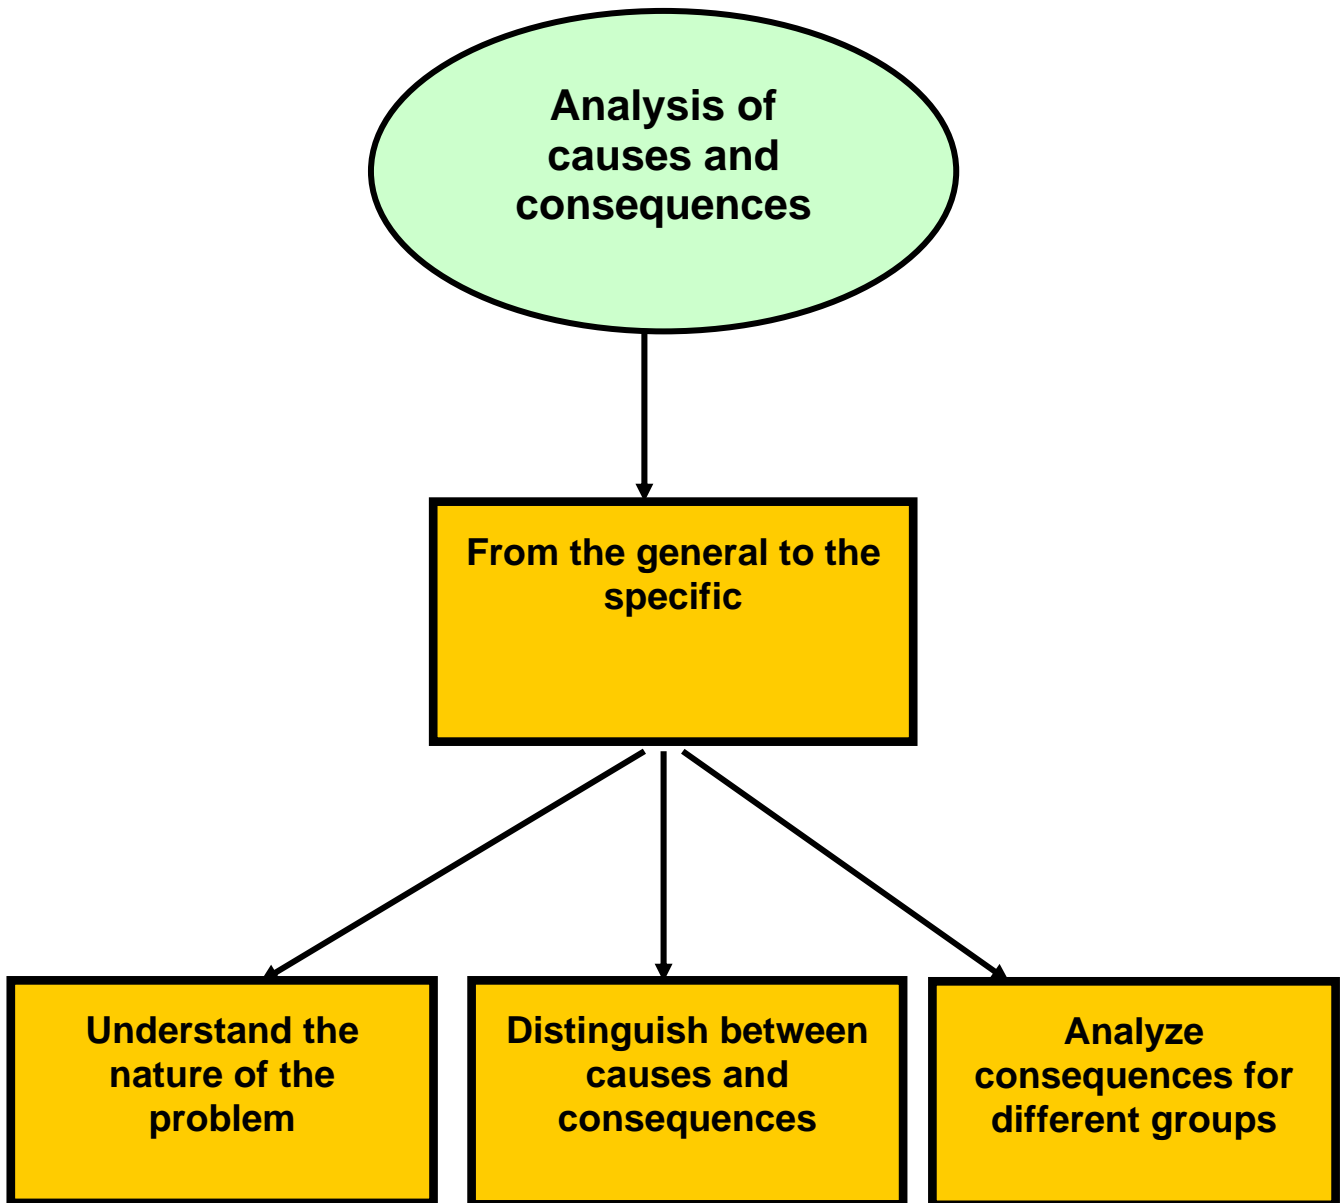 Analysis of
causes and
consequences
From the general to the
specific
Understand the
nature of the
problem
Distinguish between
causes and
consequences
Analyze
consequences for
different groups